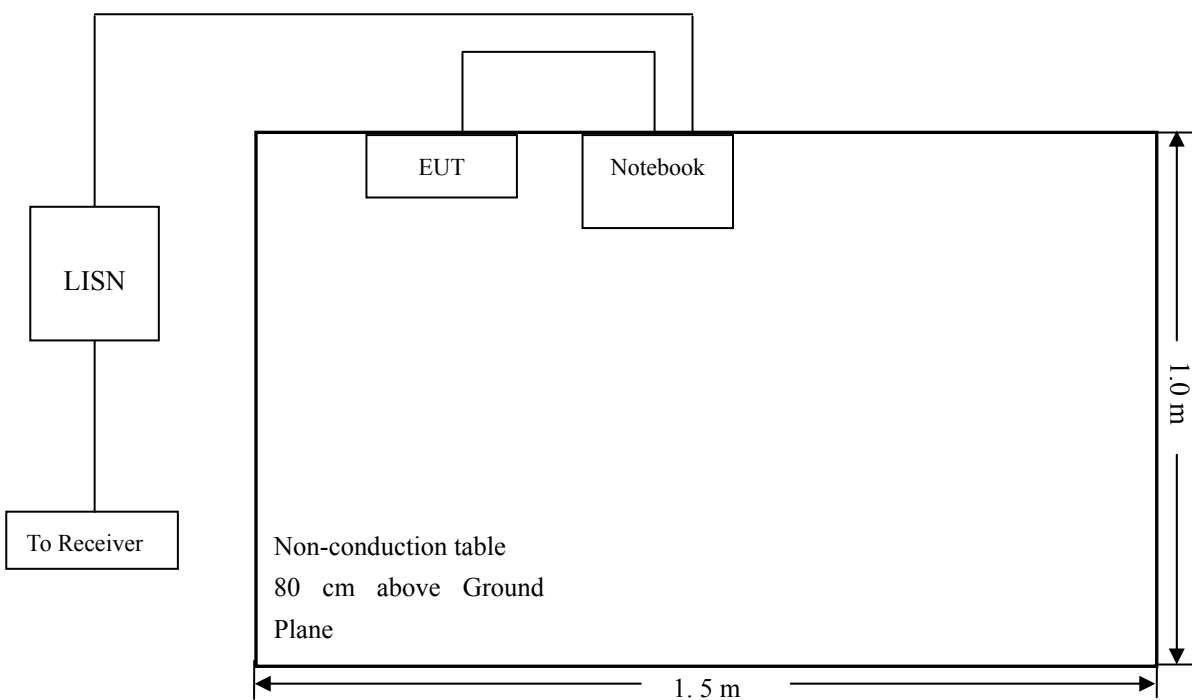 EUT
Notebook
LISN
1.0 m
To Receiver
Non-conduction table
80 cm above Ground
Plane
1. 5 m